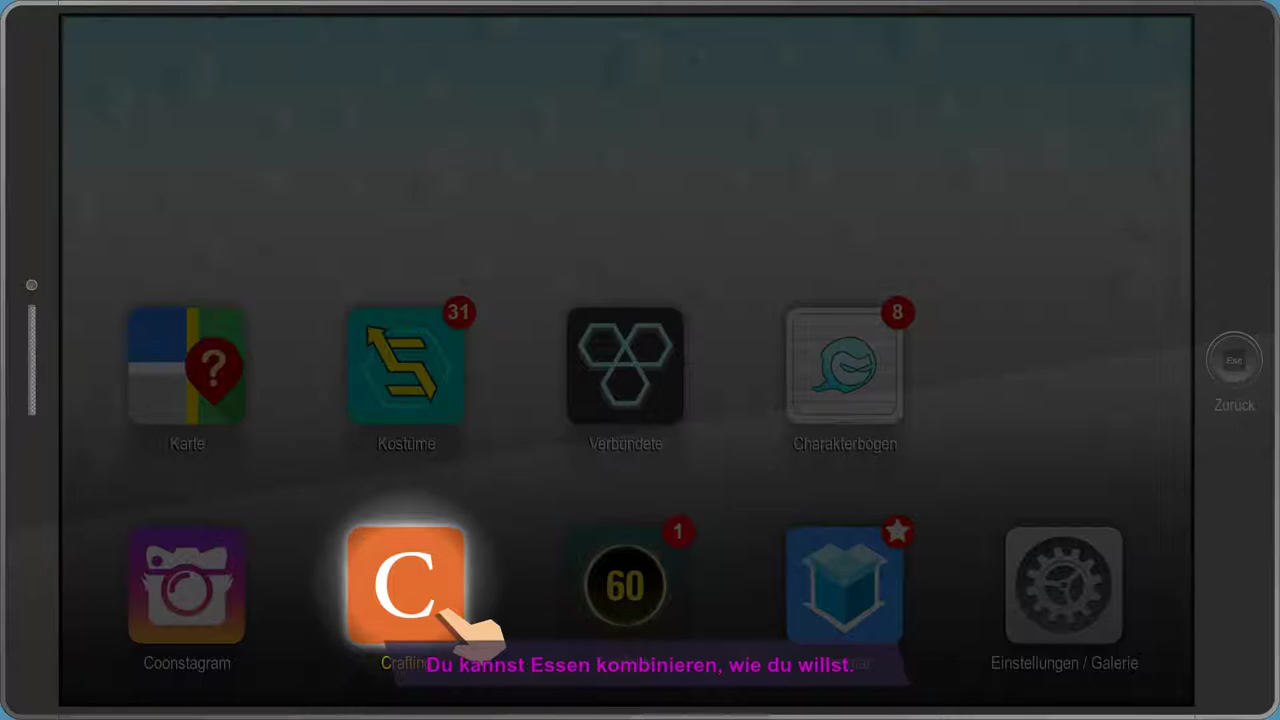 31
8
?
Karte
Kostüme
Verbündete
Charakterbögen
Esc
Zurück
C
1
60
Coonstagram
Du kannst Essen kombinieren, wie du willst.
Einstellungen / Galerie